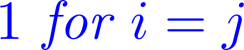 1 for i = j